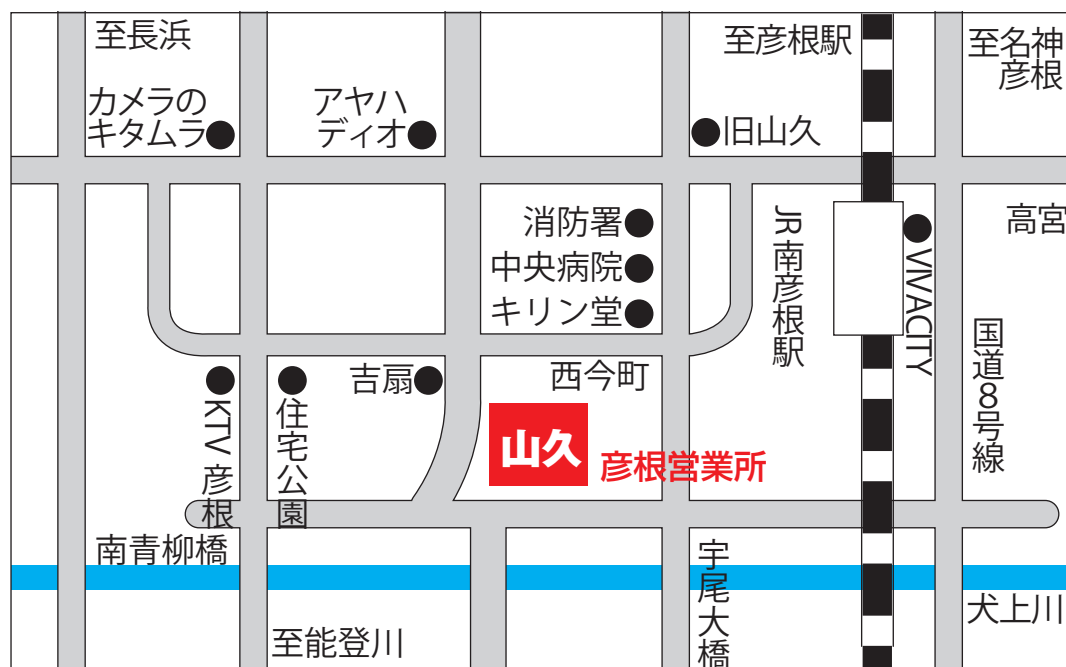 至長浜
至彦根駅
至名神
彦根
カメラの
キタムラ
アヤハ
ディオ
旧山久
消防署
中央病院
キリン堂
JR南彦根駅
VIVACITY
高宮
国道8号線
吉扇
西今町
KTV彦根
住宅公園
山久
彦根営業所
南青柳橋
宇尾大橋
犬上川
至能登川